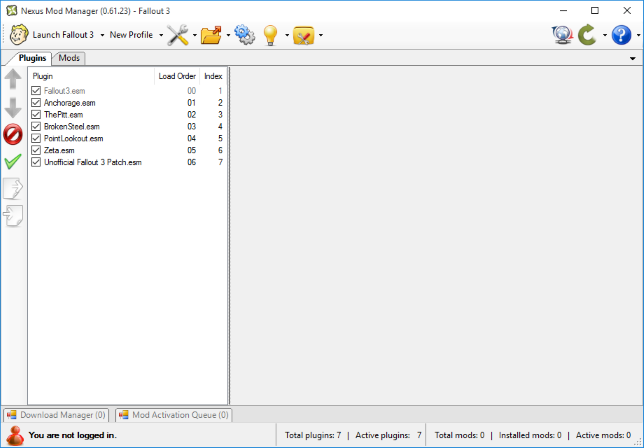 Nexus Mod Manager (0.61.23) - Fallout 3
Launch Fallout 3 New Profile
Plugins Mods
Plugin Load Order Index
Fallout3.esm 00 1
Anchorage.esm 01 2
ThePitt.esm 02 3
BrokenSteel.esm 03 4
PointLookout.esm 04 5
Zeta.esm 05 6
Unofficial Fallout 3 Patch.esm 06 7
Download Manager (0) Mod Activation Queue (0)
You are not logged in. Total plugins: 7 | Active plugins: 7 Total mods: 0 | Installed mods: 0 | Active mods: 0